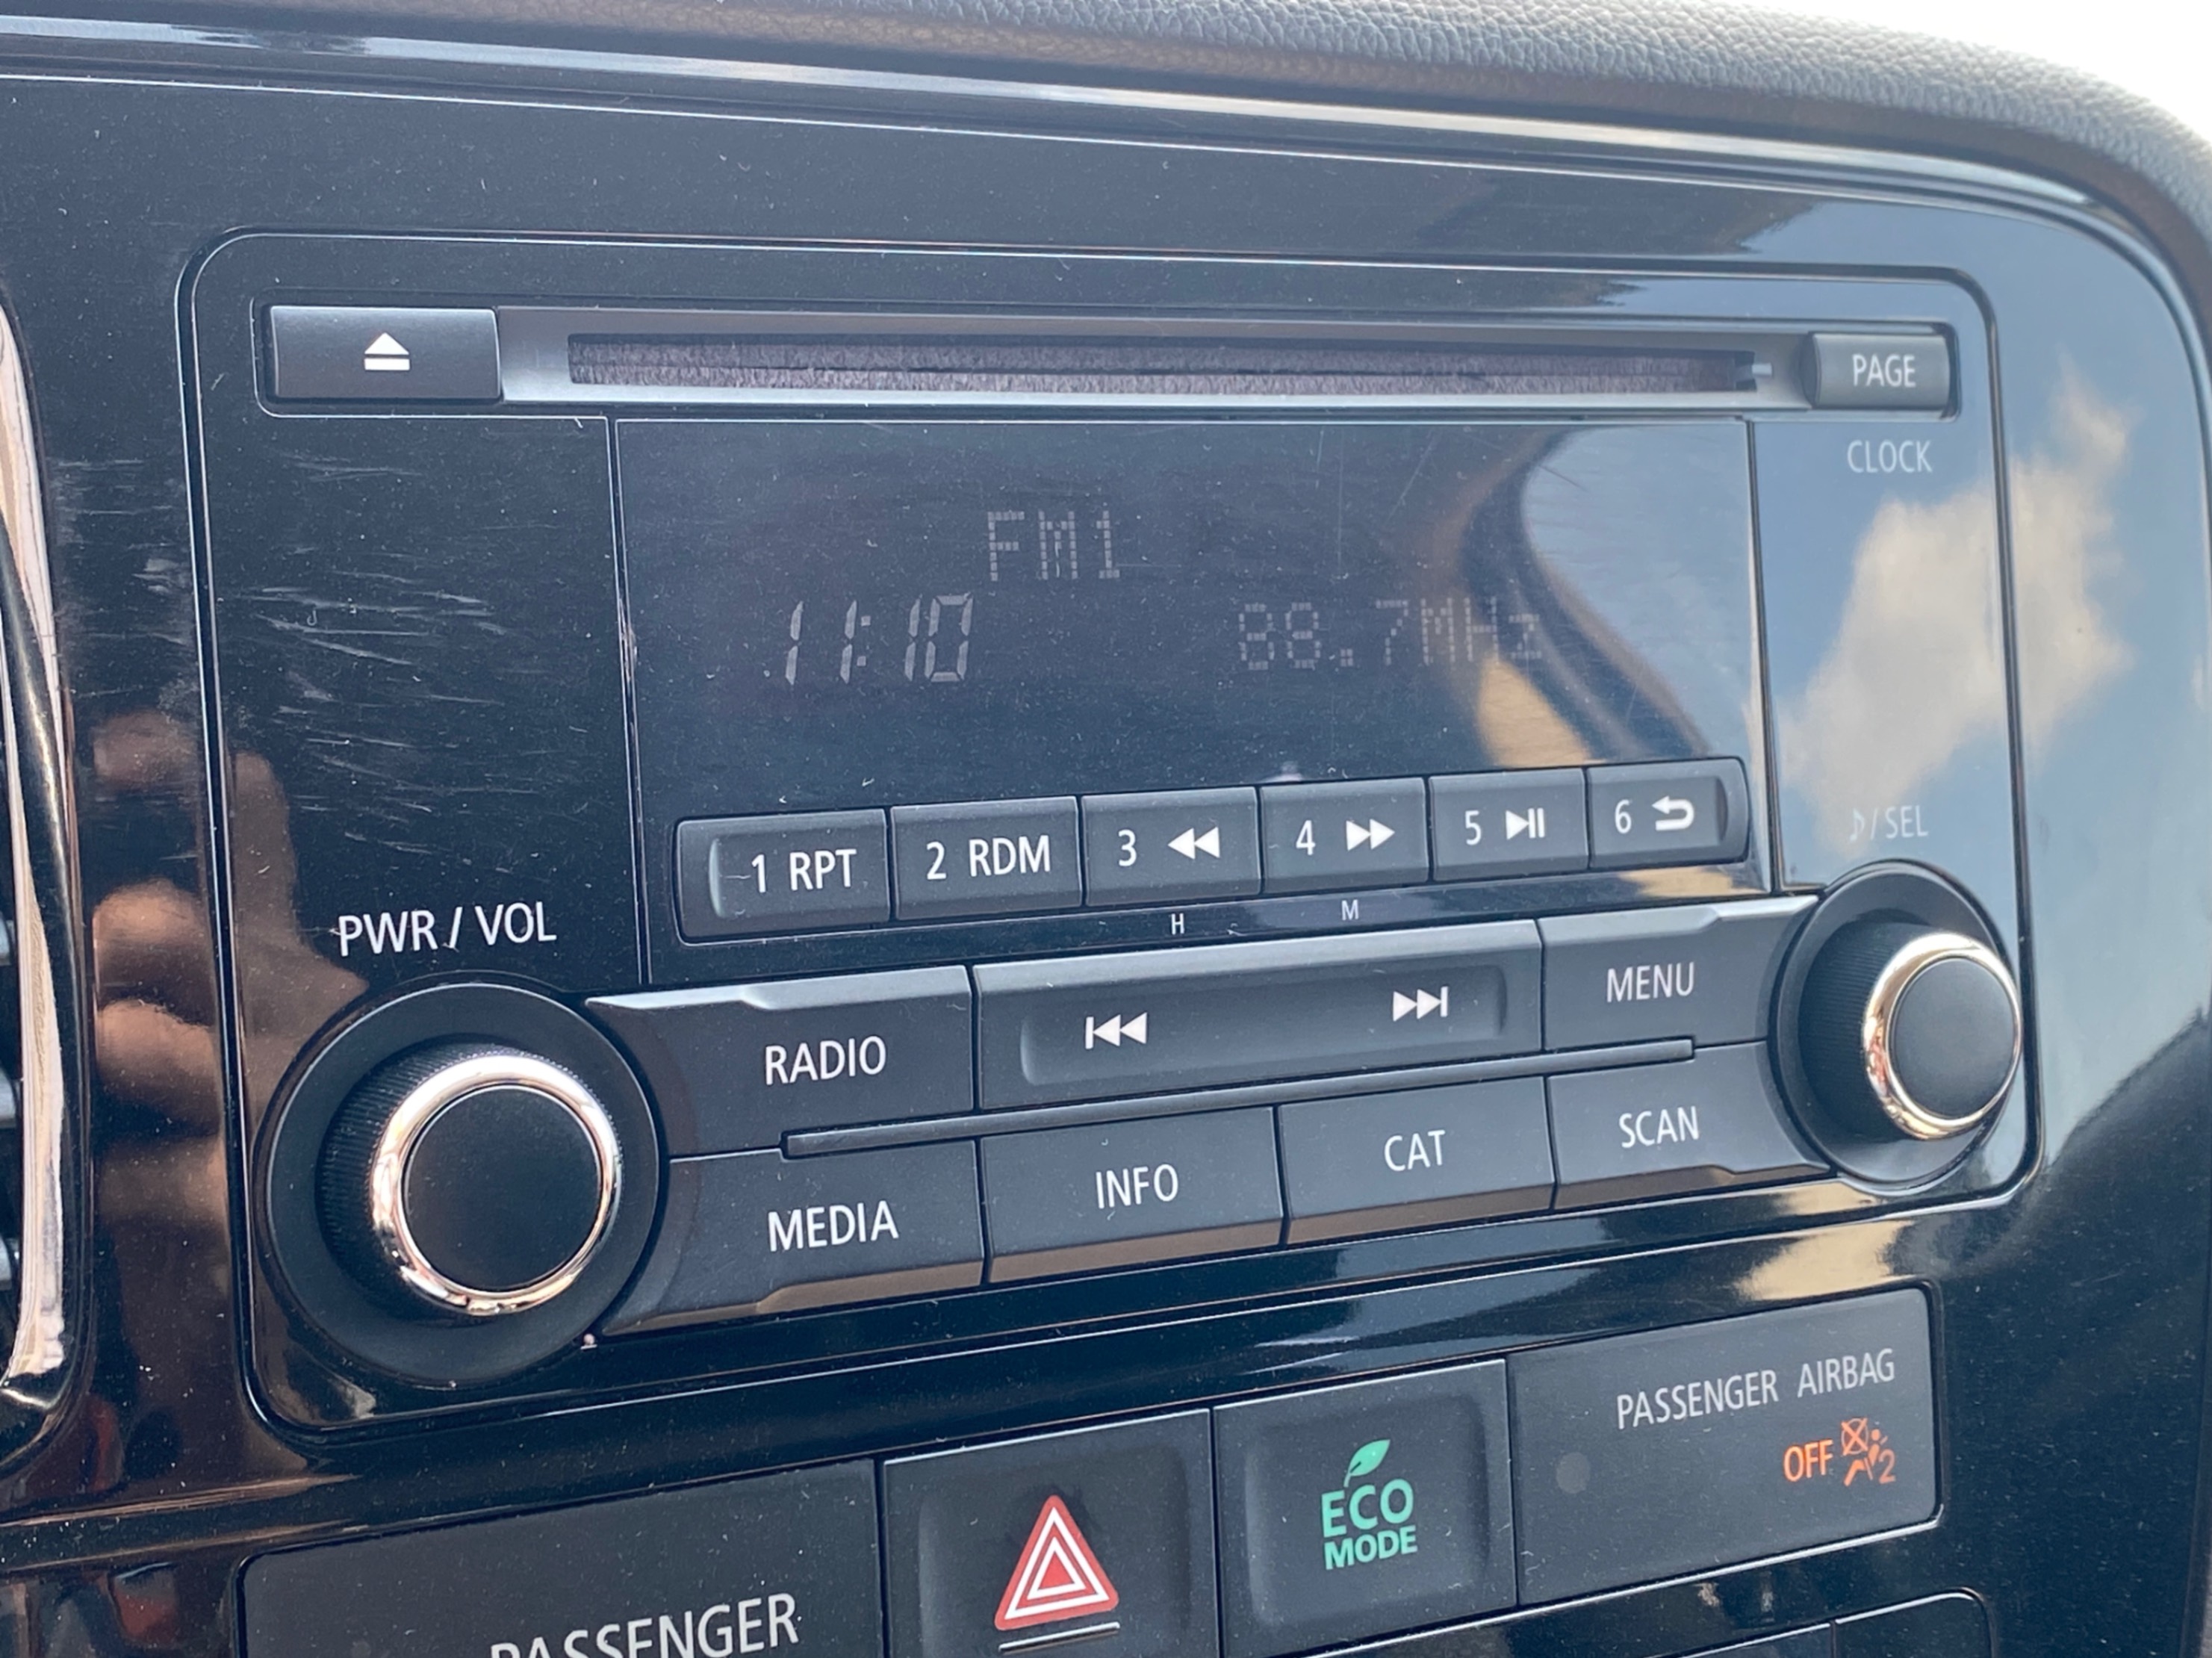 PAGE
CLOCK
FM1
11:10 88.7MHz
♪/SEL
1 RPT 2 RDM 3 4 5 6
H M
PWR / VOL
RADIO MENU
MEDIA INFO CAT SCAN
PASSENGER AIRBAG
OFF 2
ECO
MODE
PASSENGER